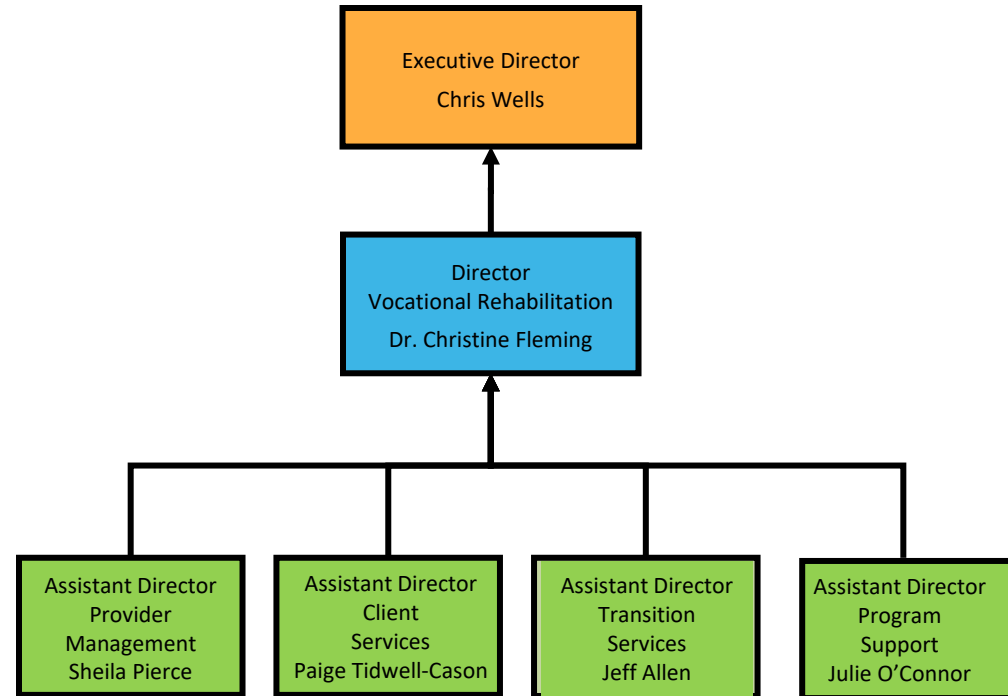 Executive Director
Chris Wells
Director
Vocational Rehabilitation
Dr. Christine Fleming
Assistant Director
Provider
Management
Sheila Pierce
Assistant Director
Client
Services
Paige Tidwell-Cason
Assistant Director
Transition
Services
Jeff Allen
Assistant Director
Program
Support
Julie O’Connor